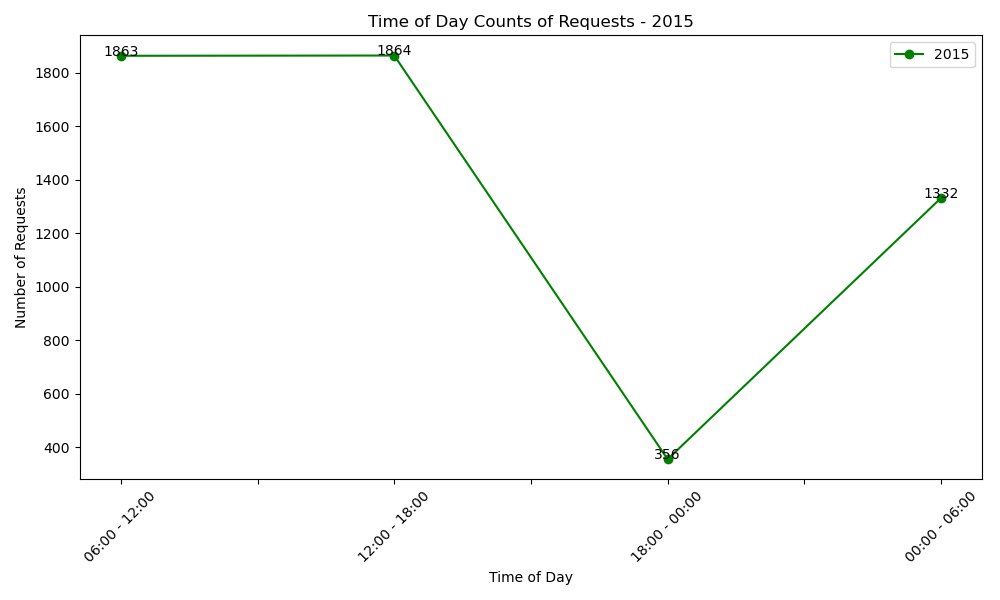 Time of Day Counts of Requests - 2015
2015
1863
1864
356
1332
1800
1600
1400
1200
1000
800
600
400
Number of Requests
06:00 - 12:00
12:00 - 18:00
18:00 - 00:00
00:00 - 06:00
Time of Day